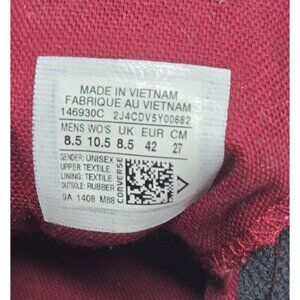 MADE IN VIETNAM
FABRIQUE AU VIETNAM
146930C 2J4CDV5Y00682
MENS WO'S UK EUR CM
8.5 10.5 8.5 42 27
GENDER: UNISEX
UPPER: TEXTILE
LINING: TEXTILE
OUTSOLE: RUBBER
9A 1408 M88
CONVERSE